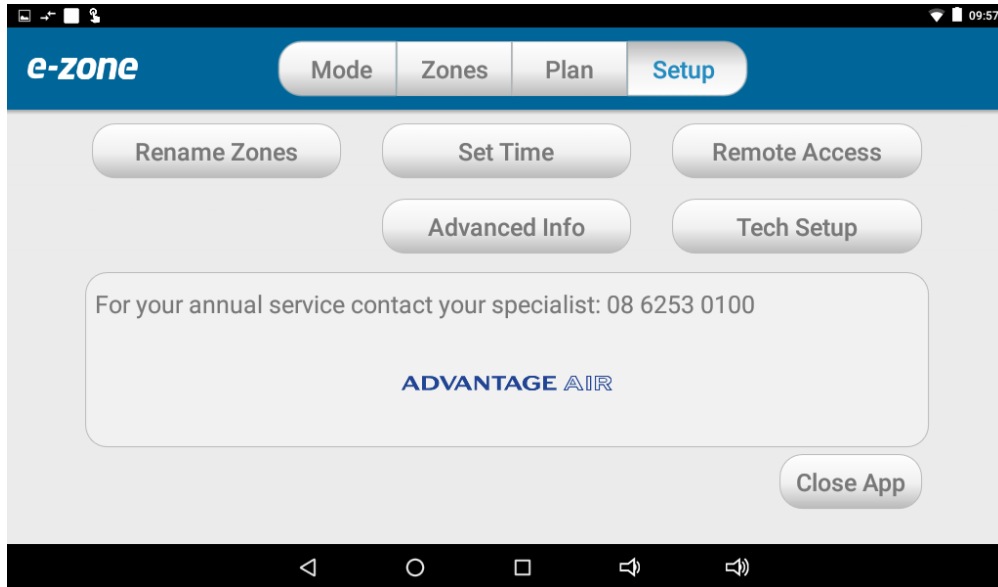 09:57
e-zone
Mode Zones Plan Setup
Rename Zones Set Time Remote Access
Advanced Info Tech Setup
For your annual service contact your specialist: 08 6253 0100
ADVANTAGE AIR
Close App